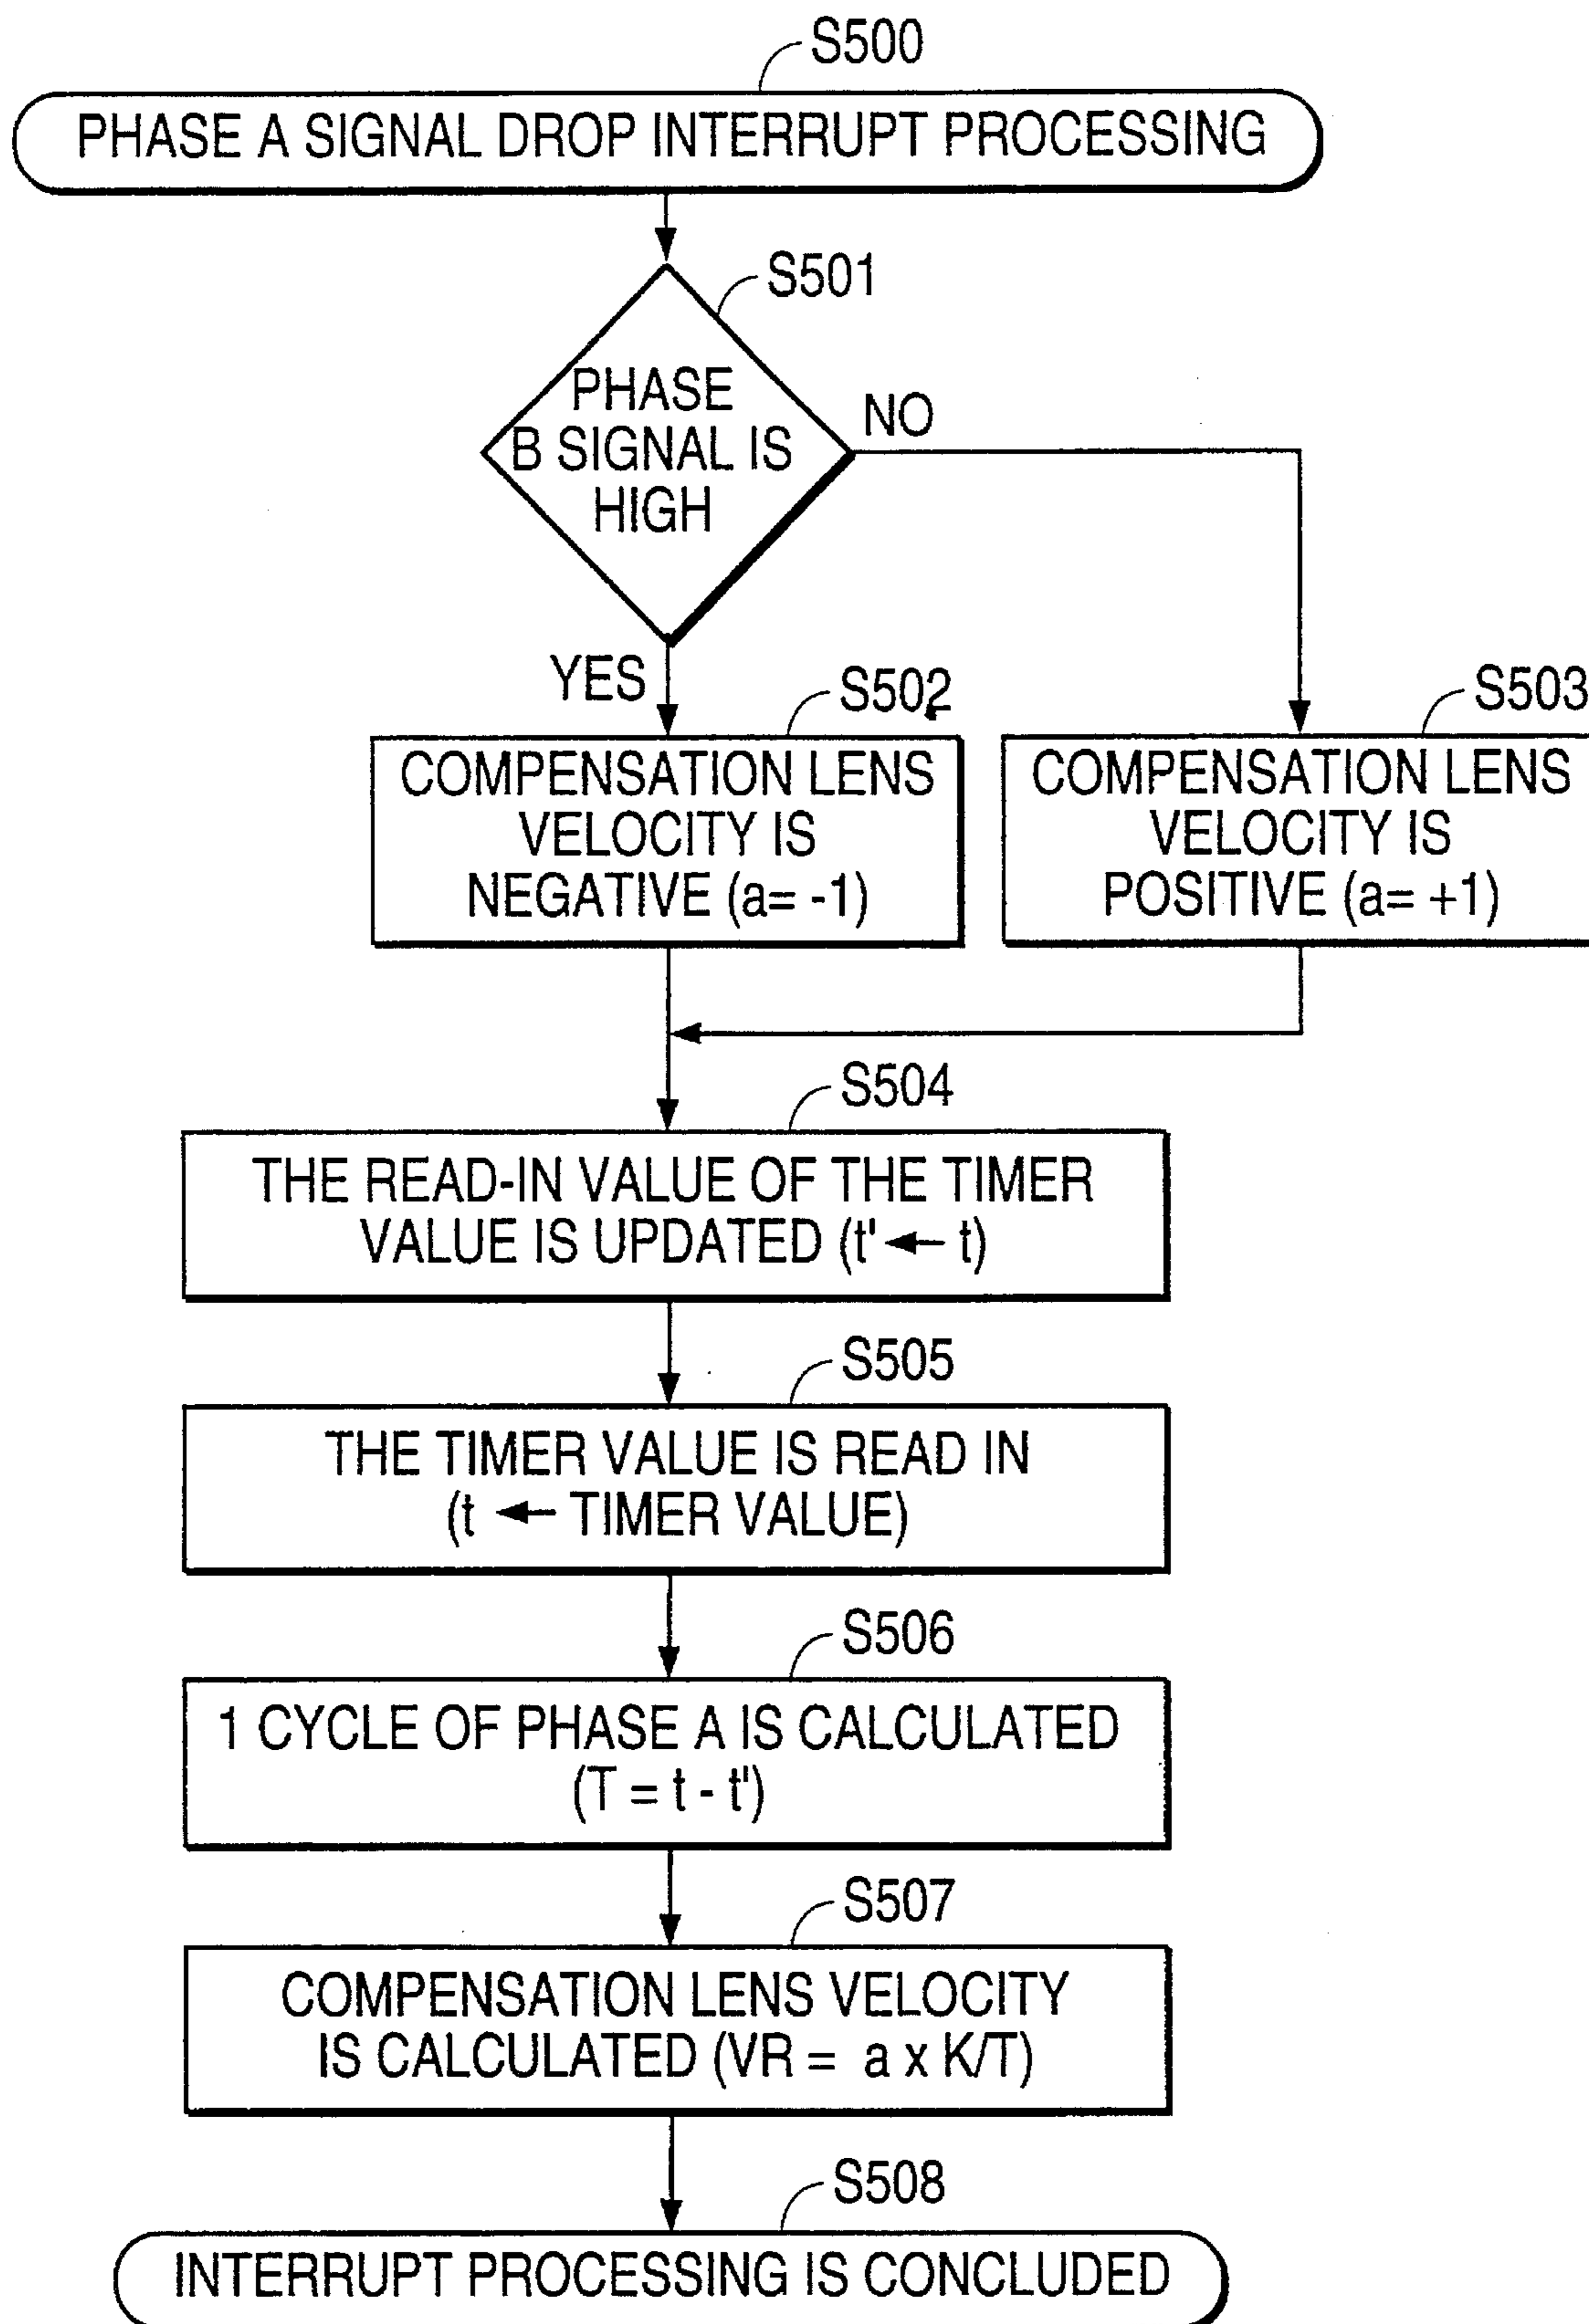 S500
PHASE A SIGNAL DROP INTERRUPT PROCESSING
S501
PHASE
B SIGNAL IS
HIGH
NO
YES
S502
COMPENSATION LENS
VELOCITY IS
NEGATIVE (a= -1)
S503
COMPENSATION LENS
VELOCITY IS
POSITIVE (a= +1)
S504
THE READ-IN VALUE OF THE TIMER
VALUE IS UPDATED (t' ← t)
S505
THE TIMER VALUE IS READ IN
(t ← TIMER VALUE)
S506
1 CYCLE OF PHASE A IS CALCULATED
(T = t - t')
S507
COMPENSATION LENS VELOCITY
IS CALCULATED (VR = a x K/T)
S508
INTERRUPT PROCESSING IS CONCLUDED